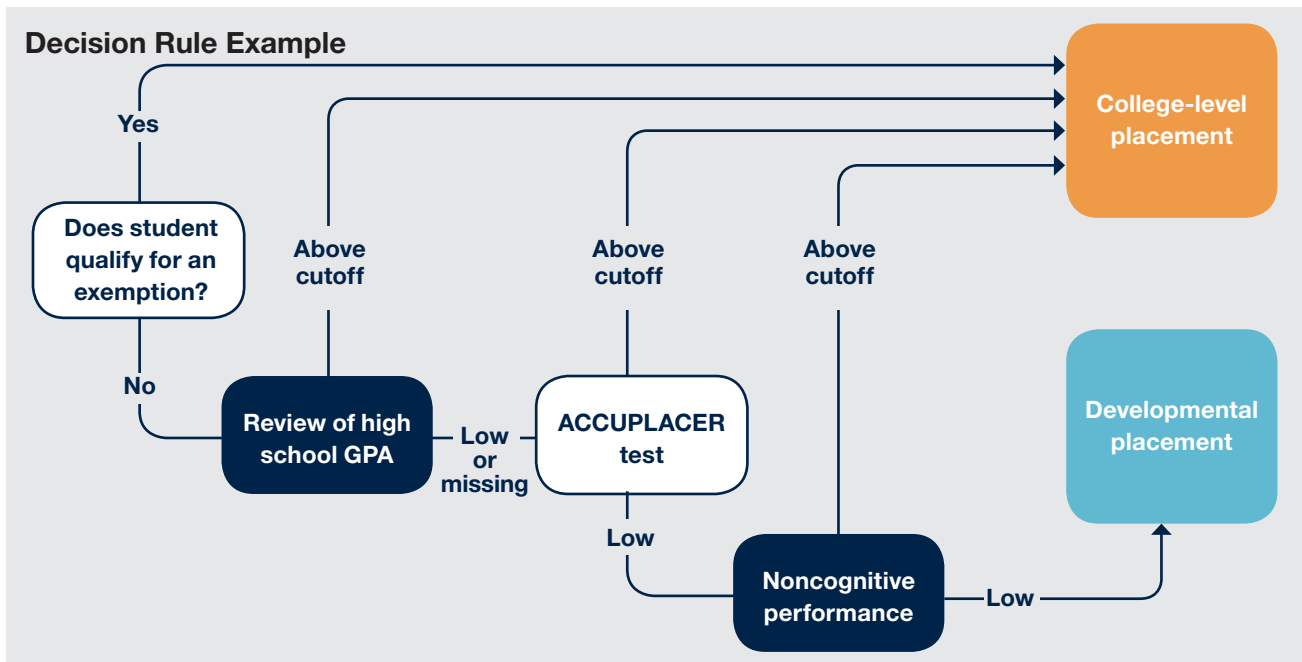 Decision Rule Example
Yes
Does student
qualify for an
exemption?
No
Above
cutoff
Review of high
school GPA
Low
or
missing
Above
cutoff
ACCUPLACER
test
Low
Above
cutoff
Noncognitive
performance
Low
College-level
placement
Developmental
placement